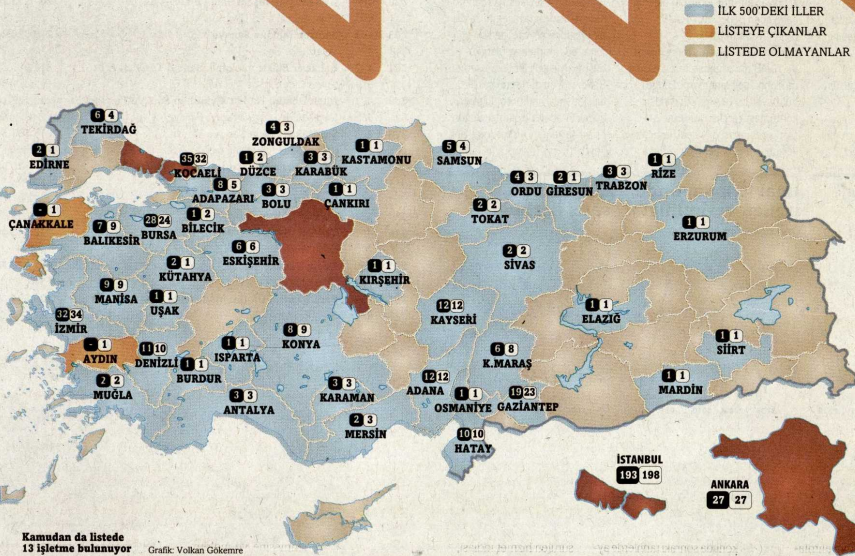 İLK 500'DEKİ İLLER
LİSTEYE ÇIKANLAR
LİSTEDE OLMAYANLAR
6 4
TEKİRDAĞ
2 1
EDİRNE
35 32
KOCAELİ
4 3
ZONGULDAK
1 2
DÜZCE
3 3
KARABÜK
1 1
KASTAMONU
5 4
SAMSUN
4 3
ORDU
2 1
GİRESUN
3 3
TRABZON
1 1
RİZE
8 5
ADAPAZARI
3 3
BOLU
1 1
ÇANKIRI
2 2
TOKAT
1 1
ERZURUM
- 1
ÇANAKKALE
7 9
BALIKESİR
28 24
BURSA
1 2
BİLECİK
6 6
ESKİŞEHİR
2 1
KÜTAHYA
1 1
KIRŞEHİR
2 2
SİVAS
9 9
MANİSA
1 1
UŞAK
12 12
KAYSERİ
1 1
ELAZIĞ
32 34
İZMİR
- 1
AYDIN
11 10
DENİZLİ
1 1
BURDUR
1 1
ISPARTA
8 9
KONYA
6 8
K.MARAŞ
1 1
SİİRT
2 2
MUĞLA
3 3
ANTALYA
3 3
KARAMAN
12 12
ADANA
1 1
OSMANİYE
19 23
GAZİANTEP
1 1
MARDİN
2 3
MERSİN
10 10
HATAY
İSTANBUL
193 198
ANKARA
27 27
Kamudan da listede
13 işletme bulunuyor
Grafik: Volkan Gökemre